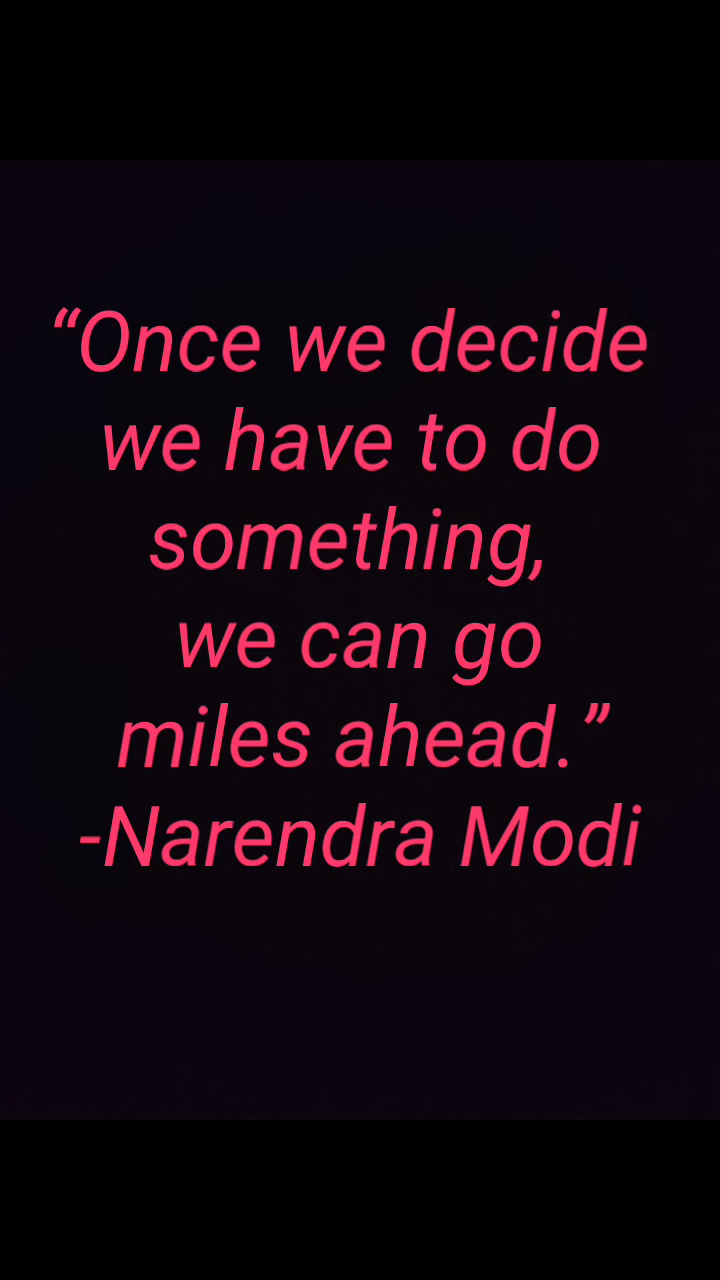 “Once we decide
we have to do
something,
we can go
miles ahead.”
-Narendra Modi